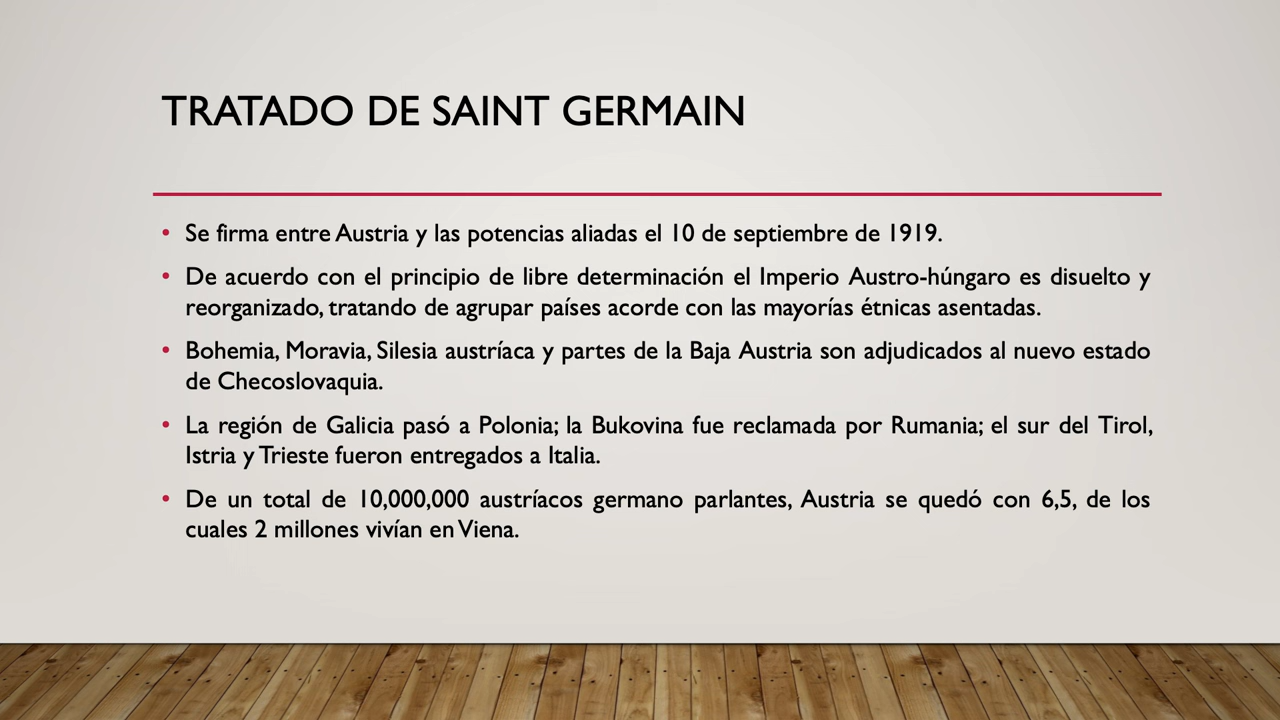 TRATADO DE SAINT GERMAIN
• Se firma entre Austria y las potencias aliadas el 10 de septiembre de 1919.
• De acuerdo con el principio de libre determinación el Imperio Austro-húngaro es disuelto y
reorganizado, tratando de agrupar países acorde con las mayorías étnicas asentadas.
• Bohemia, Moravia, Silesia austríaca y partes de la Baja Austria son adjudicados al nuevo estado
de Checoslovaquia.
• La región de Galicia pasó a Polonia; la Bukovina fue reclamada por Rumania; el sur del Tirol,
Istria y Trieste fueron entregados a Italia.
• De un total de 10,000,000 austríacos germano parlantes, Austria se quedó con 6,5, de los
cuales 2 millones vivían en Viena.